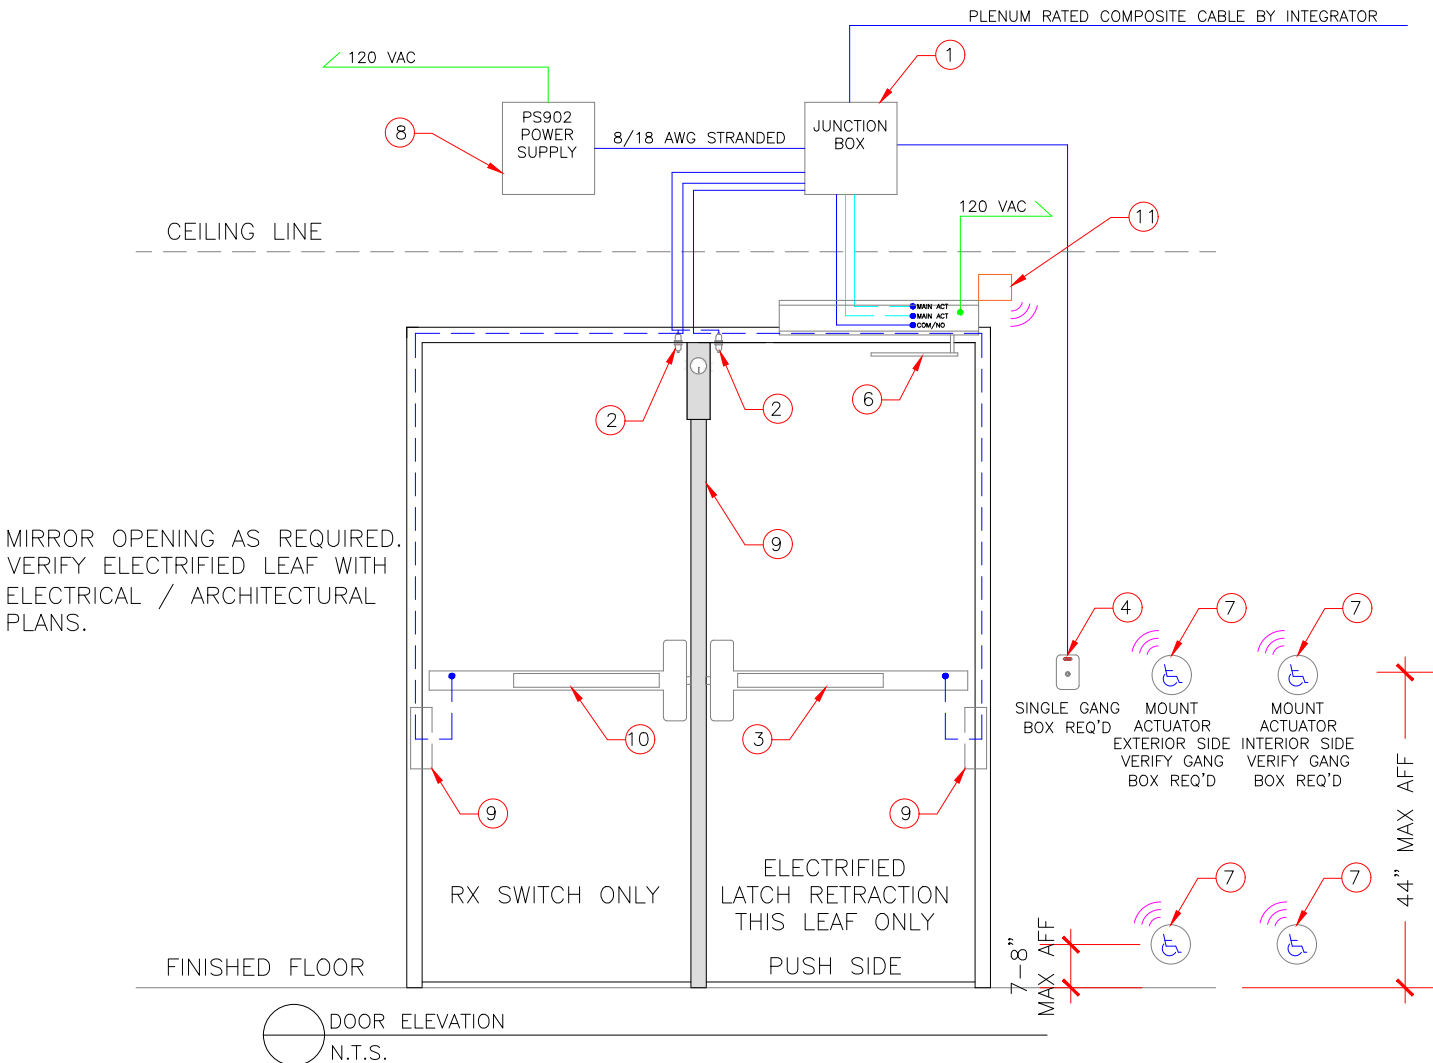 PLENUM RATED COMPOSITE CABLE BY INTEGRATOR
120 VAC
1
PS902
POWER
SUPPLY
8
8/18 AWG STRANDED
JUNCTION
BOX
120 VAC
11
CEILING LINE
MAIN ACT
MAIN ACT
COM/NO
2
2
6
MIRROR OPENING AS REQUIRED.
VERIFY ELECTRIFIED LEAF WITH
ELECTRICAL / ARCHITECTURAL
PLANS.
9
4
7
7
SINGLE GANG
BOX REQ'D
MOUNT
ACTUATOR
EXTERIOR SIDE
VERIFY GANG
BOX REQ'D
MOUNT
ACTUATOR
INTERIOR SIDE
VERIFY GANG
BOX REQ'D
10
3
9
9
44" MAX AFF
RX SWITCH ONLY
ELECTRIFIED
LATCH RETRACTION
THIS LEAF ONLY
7
7
7-8"
MAX AFF
FINISHED FLOOR
PUSH SIDE
DOOR ELEVATION
N.T.S.